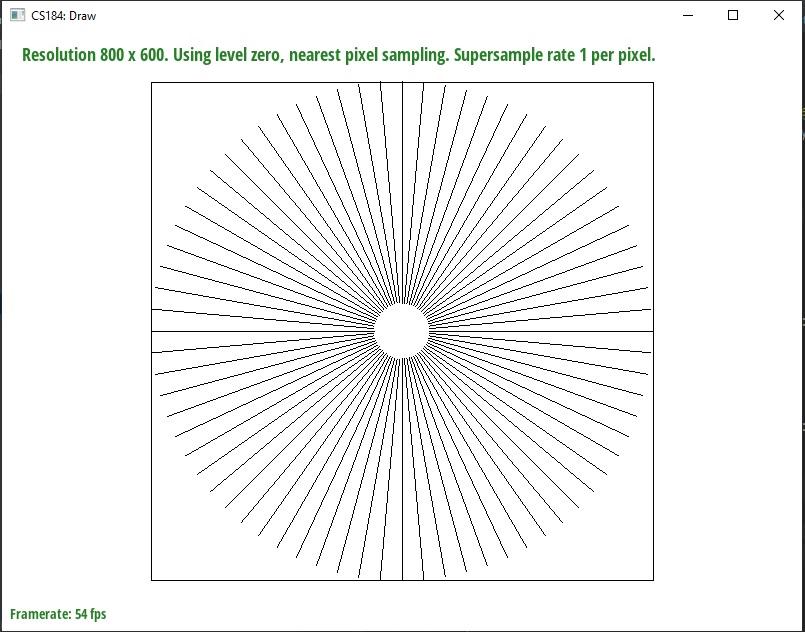 CS184: Draw
Resolution 800 x 600. Using level zero, nearest pixel sampling. Supersample rate 1 per pixel.
Framerate: 54 fps